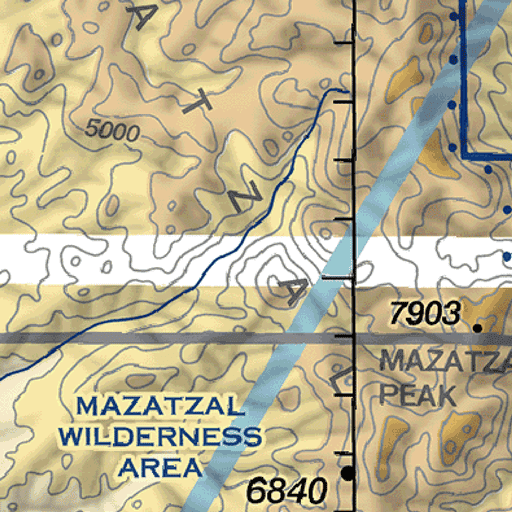 A
T
5000
Z
A
7903
MAZATZA
PEAK
L
MAZATZAL
WILDERNESS
AREA
6840